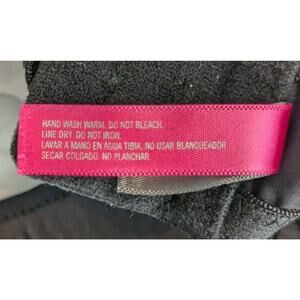 HAND WASH WARM. DO NOT BLEACH.
LINE DRY. DO NOT IRON.
LAVAR A MANO EN AGUA TIBIA. NO USAR BLANQUEADOR
SECAR COLGADO. NO PLANCHAR.